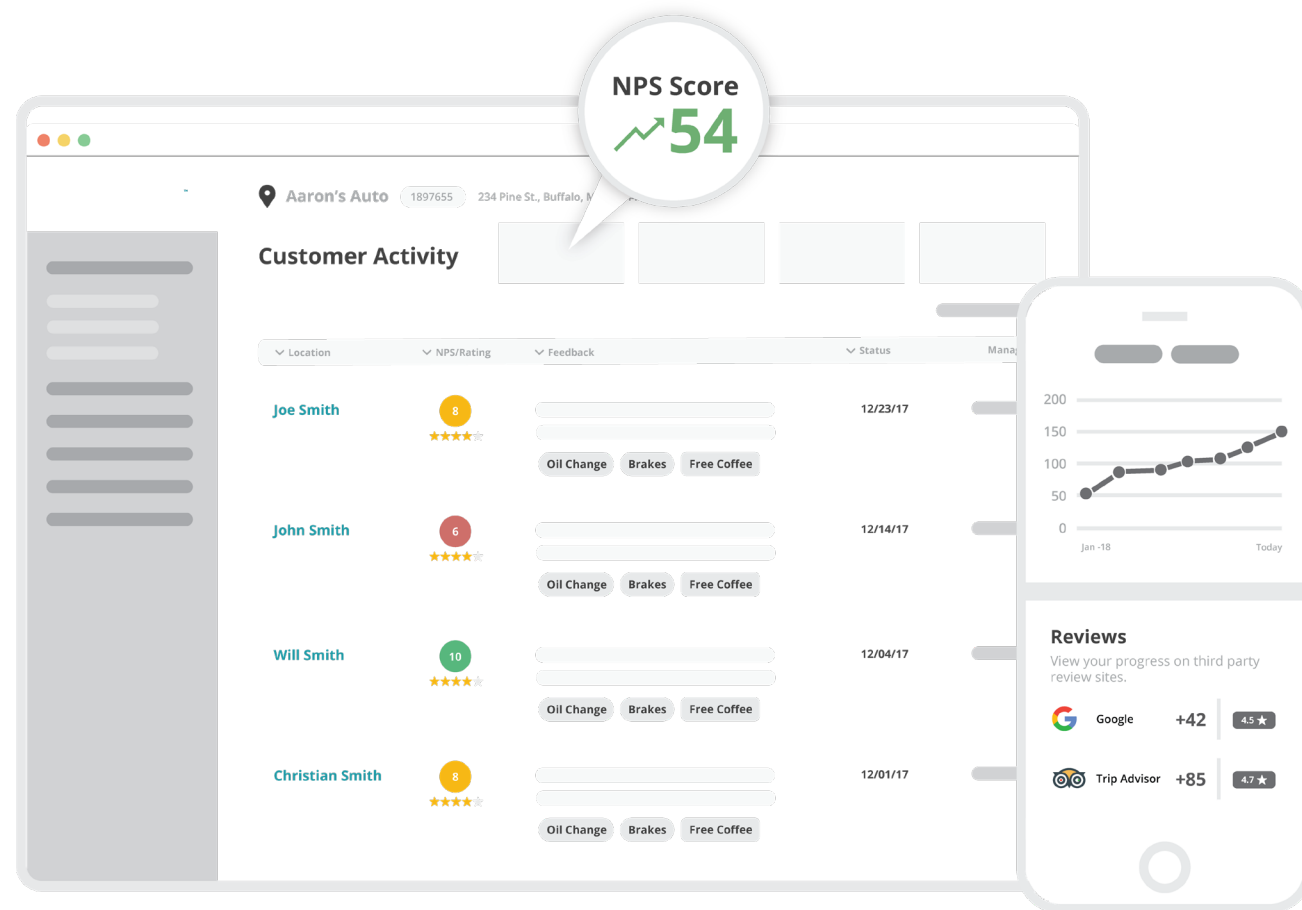 NPS Score
54
Aaron's Auto 1897655 234 Pine St., Buffalo,
Customer Activity
Location NPS/Rating Feedback Status
Joe Smith 8 12/23/17
Oil Change Brakes Free Coffee
John Smith 6 12/14/17
Oil Change Brakes Free Coffee
Will Smith 10 12/04/17
Oil Change Brakes Free Coffee
Christian Smith 8 12/01/17
Oil Change Brakes Free Coffee
200
150
100
50
0
Jan -18 Today
Reviews
View your progress on third party
review sites.
Google +42 4.5 ★
Trip Advisor +85 4.7 ★